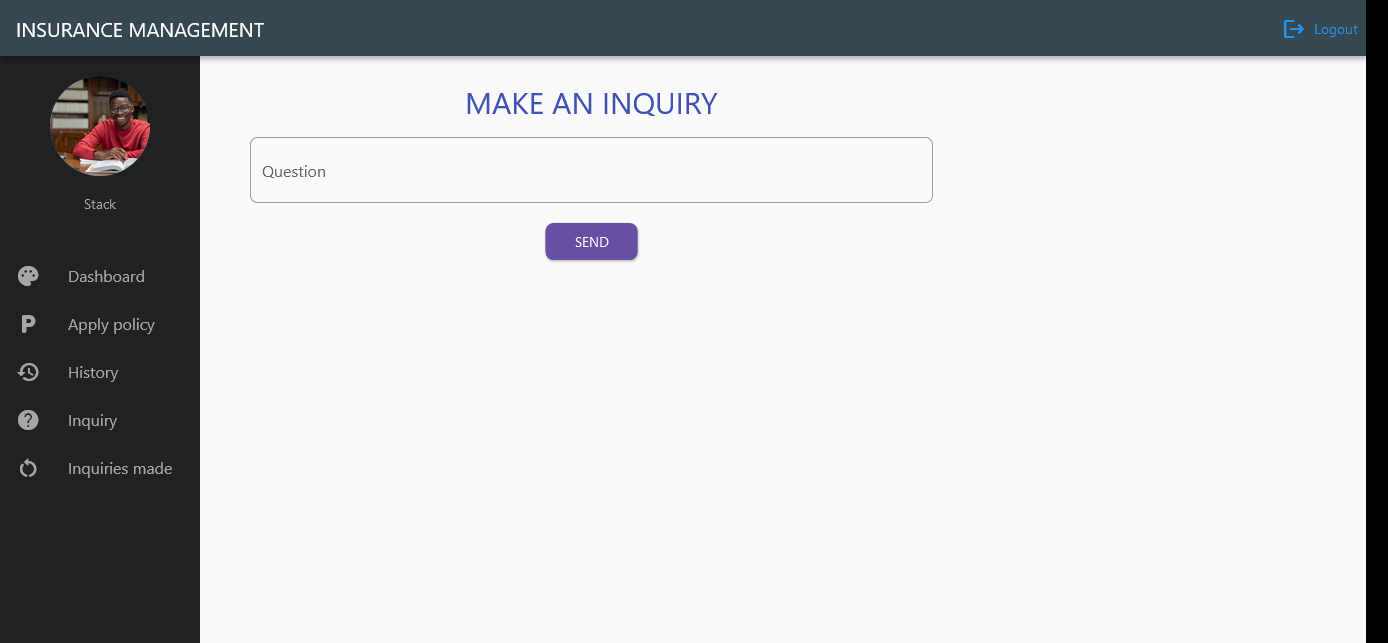 INSURANCE MANAGEMENT
Logout
Stack
Dashboard
Apply policy
History
Inquiry
Inquiries made
MAKE AN INQUIRY
Question
SEND